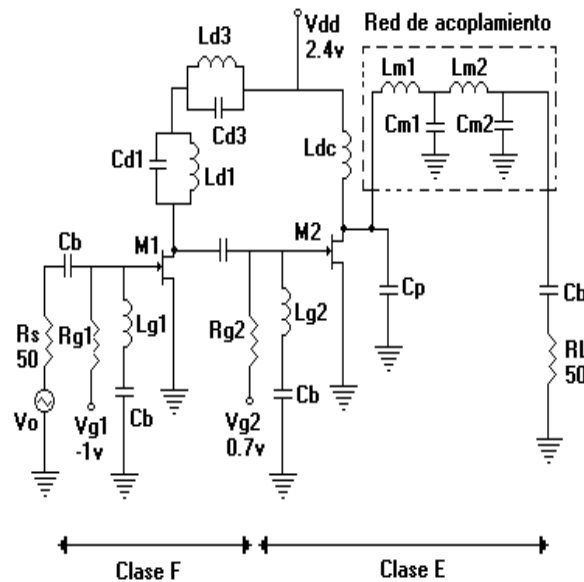 Red de acoplamiento
Vdd
2.4v
Ld3
Cd3
Lm1
Lm2
Cm1
Cm2
Cd1
Ld1
Ldc
Cb
M1
M2
Cp
Cb
Rs
50
Rg1
Lg1
Rg2
Lg2
RL
50
Vo
Vg1
-1v
Cb
Vg2
0.7v
Cb
Clase F
Clase E